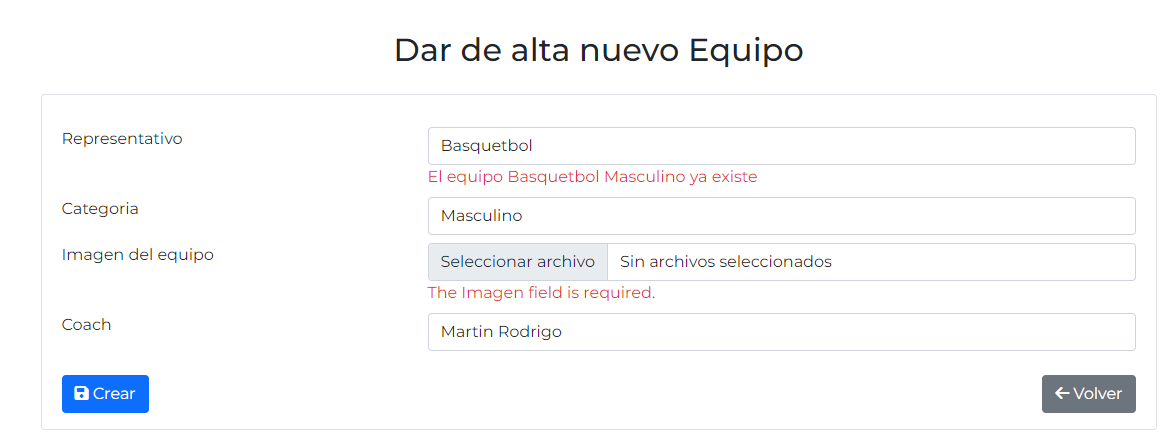 Dar de alta nuevo Equipo
Representativo
Basquetbol
El equipo Basquetbol Masculino ya existe
Categoria
Masculino
Imagen del equipo
Seleccionar archivo Sin archivos seleccionados
The Imagen field is required.
Coach
Martin Rodrigo
Crear
Volver